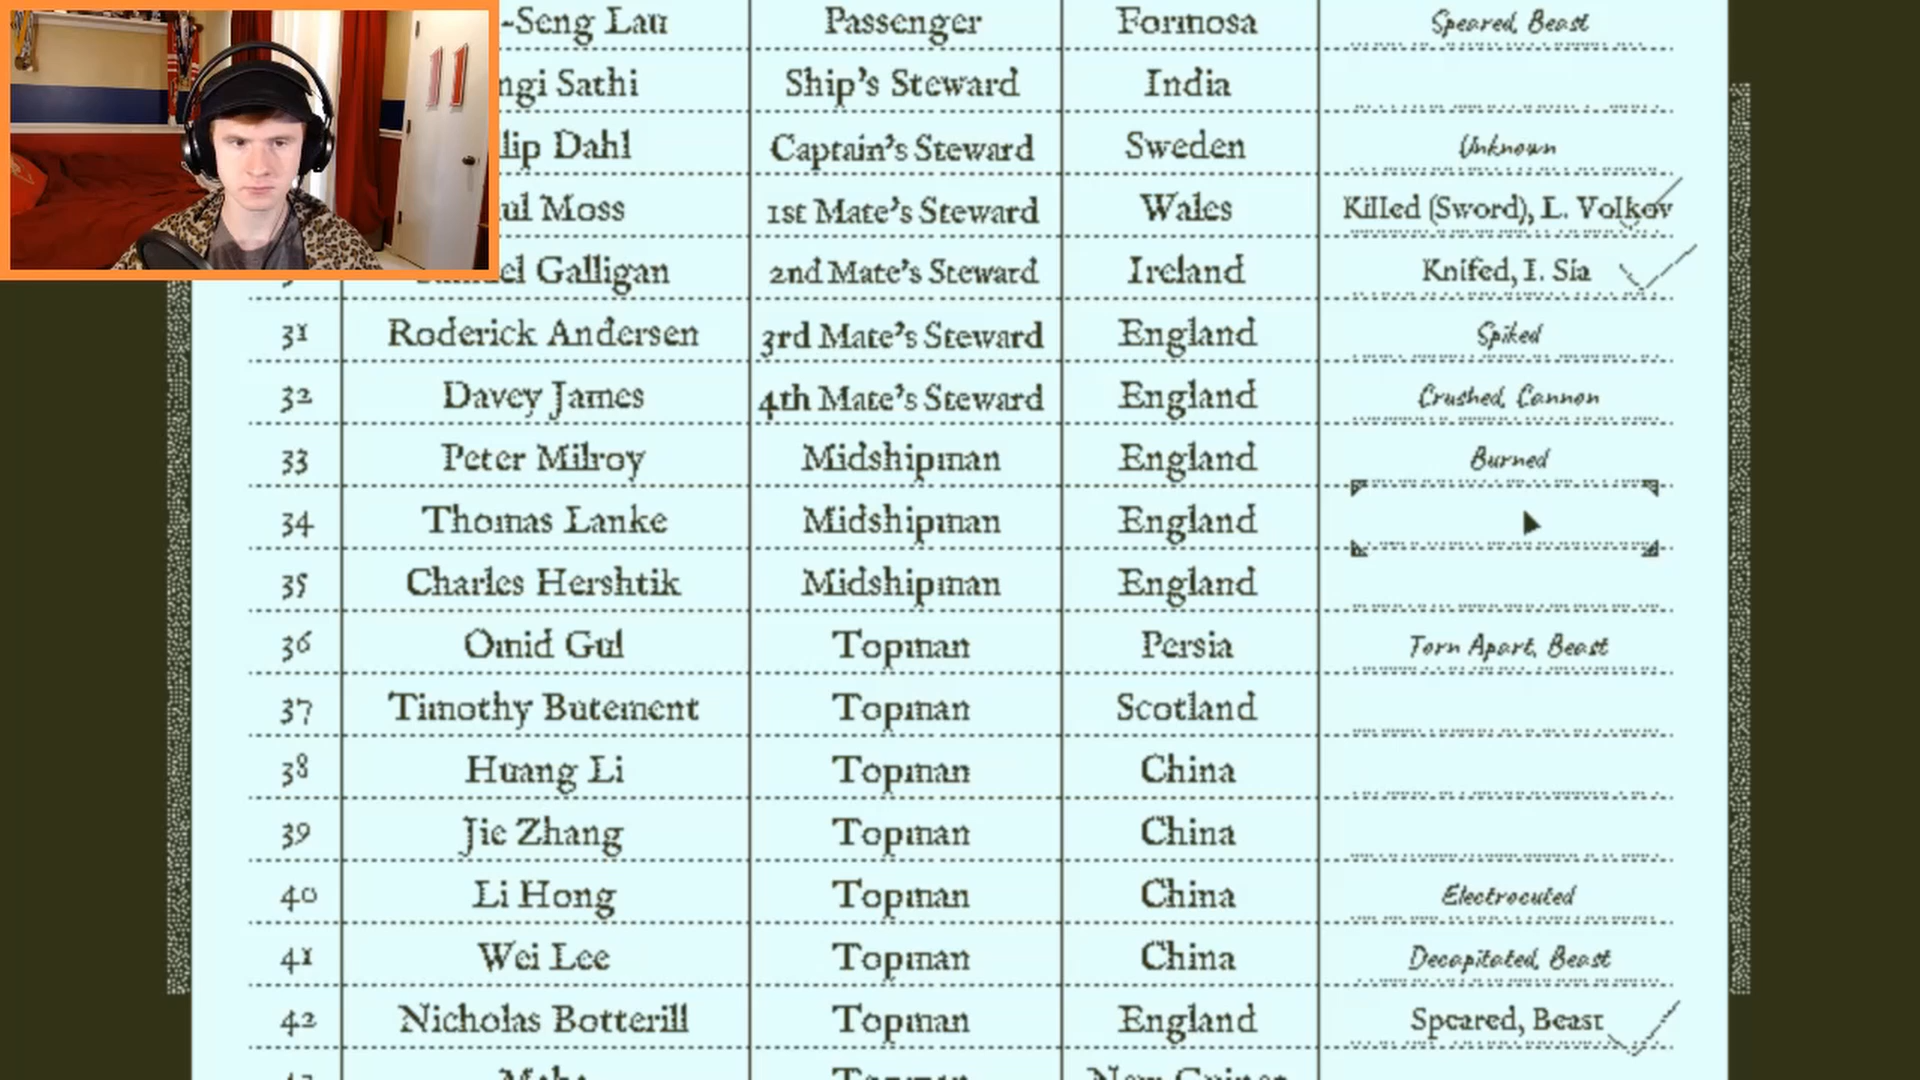 -Seng Lau Passenger Formosa Speared, Beast
ngi Sathi Ship's Steward India
lip Dahl Captain's Steward Sweden Unknown
ul Moss 1st Mate's Steward Wales Killed (Sword), L. Volkov
el Galligan 2nd Mate's Steward Ireland Knifed, I. Sia
31 Roderick Andersen 3rd Mate's Steward England Spiked
32 Davey James 4th Mate's Steward England Crushed, Cannon
33 Peter Milroy Midshipman England Burned
34 Thomas Lanke Midshipman England
35 Charles Hershtik Midshipman England
36 Omid Gul Topman Persia Torn Apart, Beast
37 Timothy Butement Topman Scotland
38 Huang Li Topman China
39 Jie Zhang Topman China
40 Li Hong Topman China Electrocuted
41 Wei Lee Topman China Decapitated, Beast
42 Nicholas Botterill Topman England Speared, Beast
11